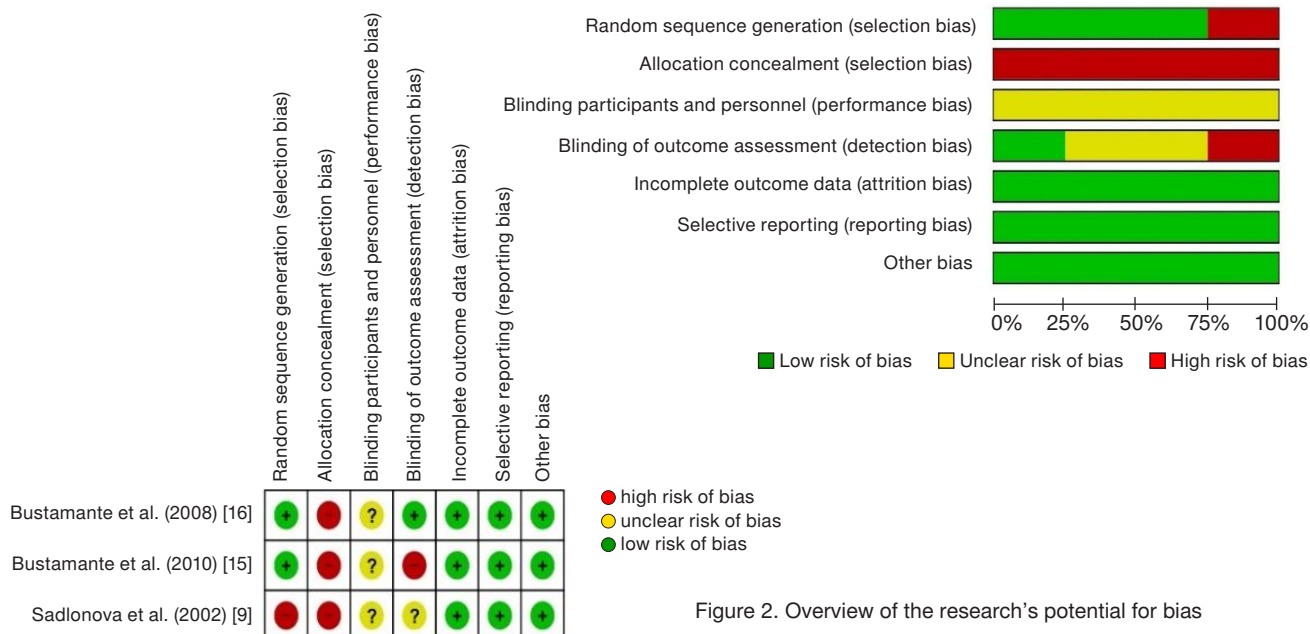 Random sequence generation (selection bias)
Allocation concealment (selection bias)
Blinding participants and personnel (performance bias)
Blinding of outcome assessment (detection bias)
Incomplete outcome data (attrition bias)
Selective reporting (reporting bias)
Other bias
0% 25% 50% 75% 100%
Low risk of bias Unclear risk of bias High risk of bias
Random sequence generation (selection bias)
Allocation concealment (selection bias)
Blinding participants and personnel (performance bias)
Blinding of outcome assessment (detection bias)
Incomplete outcome data (attrition bias)
Selective reporting (reporting bias)
Other bias
Bustamante et al. (2008) [16] + - ? + + + +
Bustamante et al. (2010) [15] + - ? - + + +
Sadlonova et al. (2002) [9] - - ? ? + + +
high risk of bias
unclear risk of bias
low risk of bias
Figure 2. Overview of the research's potential for bias